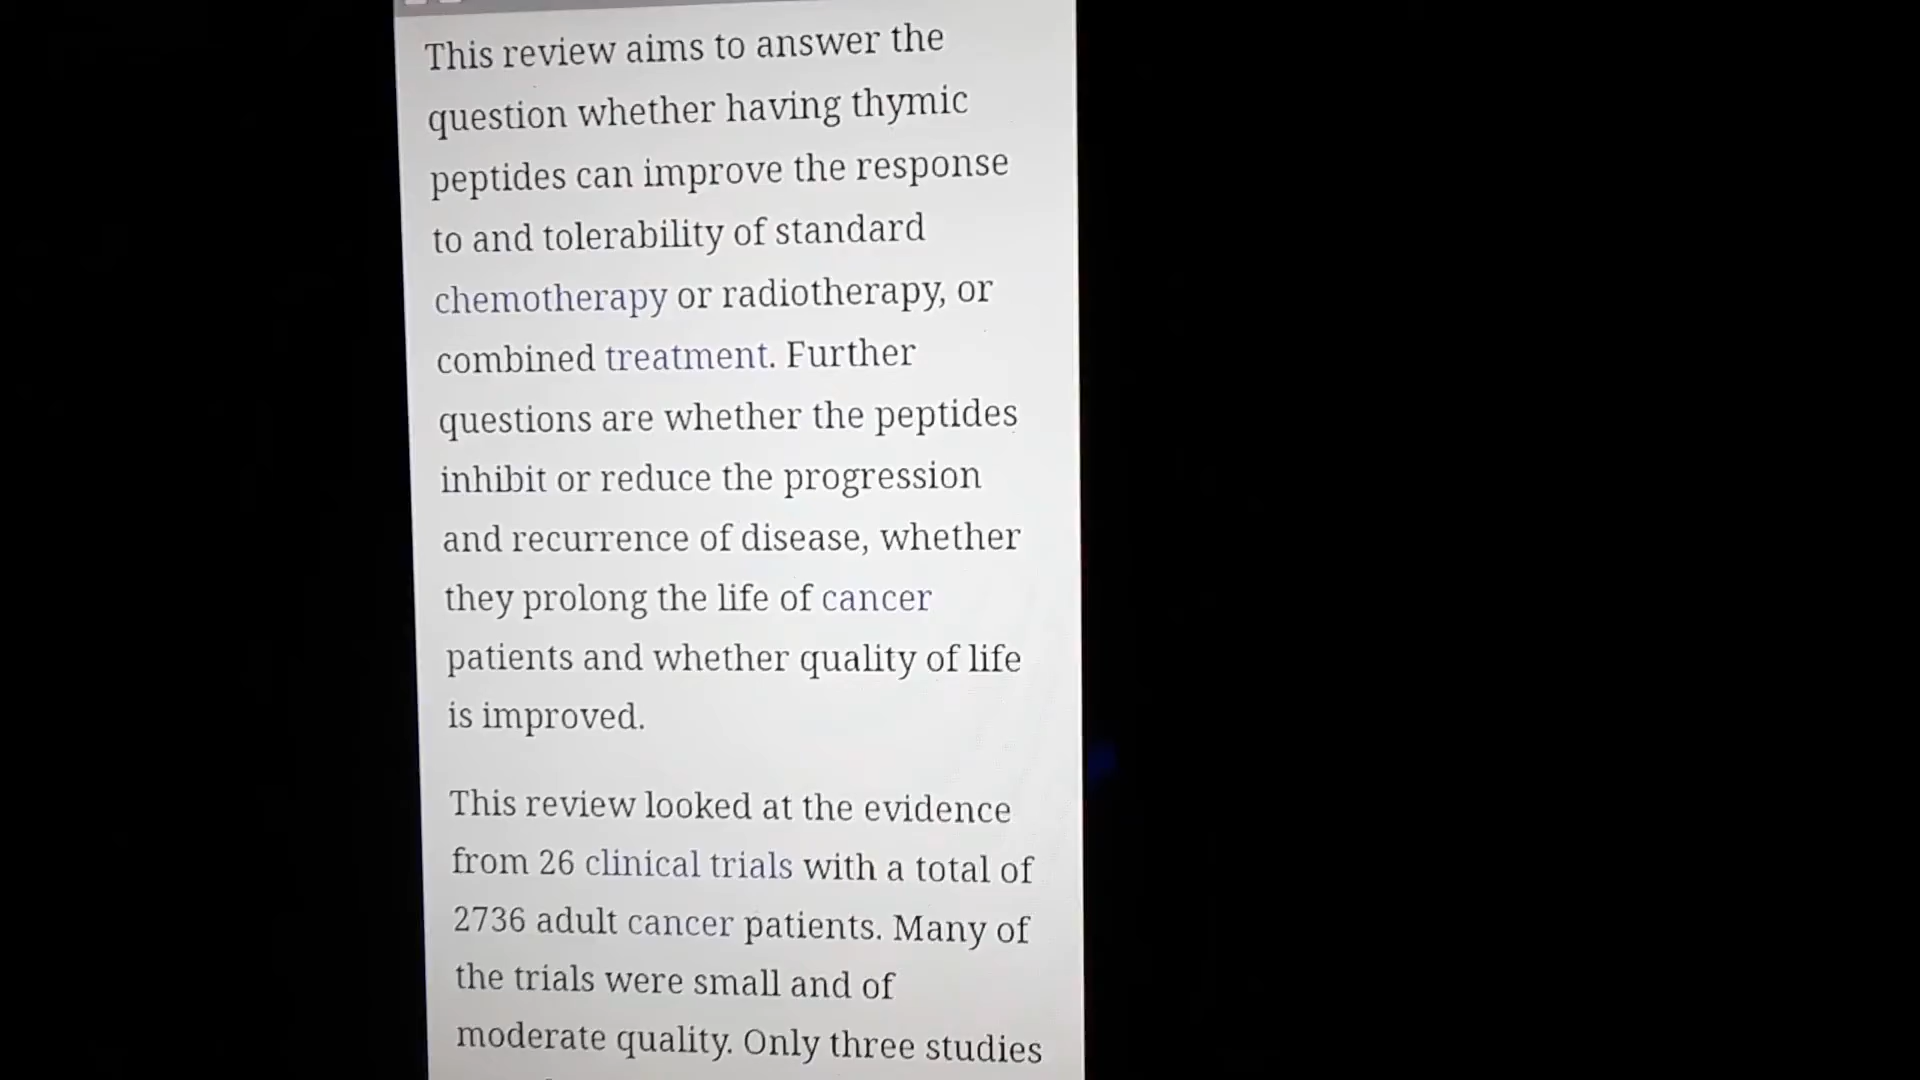 This review aims to answer the
question whether having thymic
peptides can improve the response
to and tolerability of standard
chemotherapy or radiotherapy, or
combined treatment. Further
questions are whether the peptides
inhibit or reduce the progression
and recurrence of disease, whether
they prolong the life of cancer
patients and whether quality of life
is improved.
This review looked at the evidence
from 26 clinical trials with a total of
2736 adult cancer patients. Many of
the trials were small and of
moderate quality. Only three studies